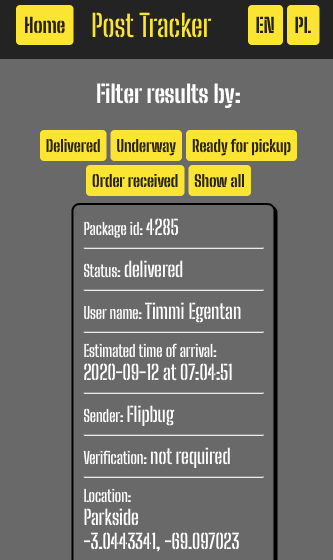 Home Post Tracker EN PL
Filter results by:
Delivered Underway Ready for pickup
Order received Show all
Package id: 4285
Status: delivered
User name: Timmi Egentan
Estimated time of arrival:
2020-09-12 at 07:04:51
Sender: Flipbug
Verification: not required
Location:
Parkside
-3.0443341, -69.097023